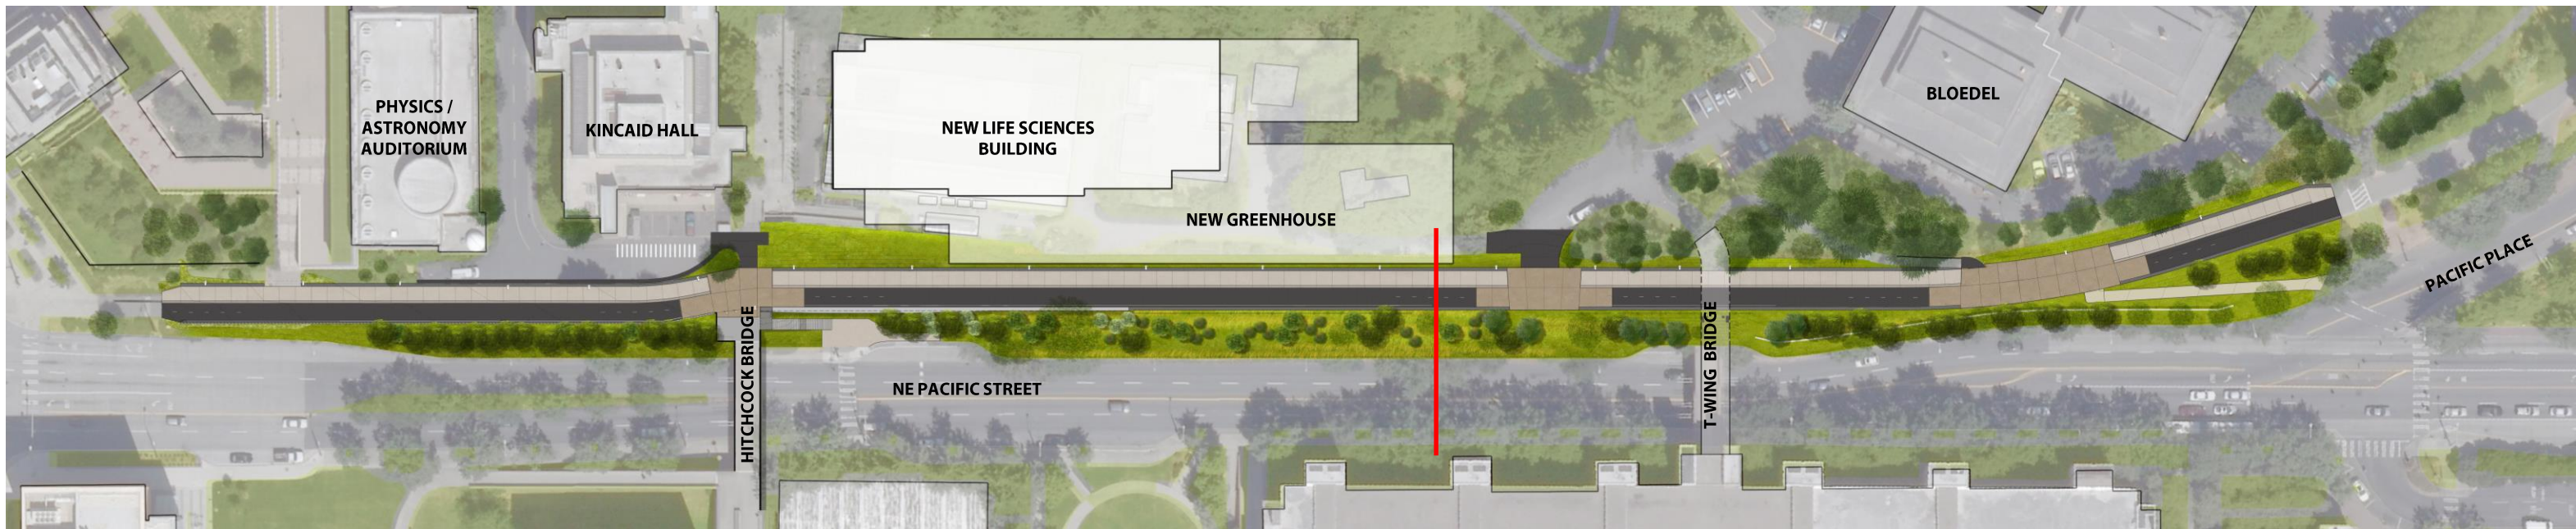 PHYSICS /
ASTRONOMY
AUDITORIUM
KINCAID HALL
NEW LIFE SCIENCES
BUILDING
NEW GREENHOUSE
BLOEDEL
PACIFIC PLACE
HITCHCOCK BRIDGE
T-WING BRIDGE
NE PACIFIC STREET